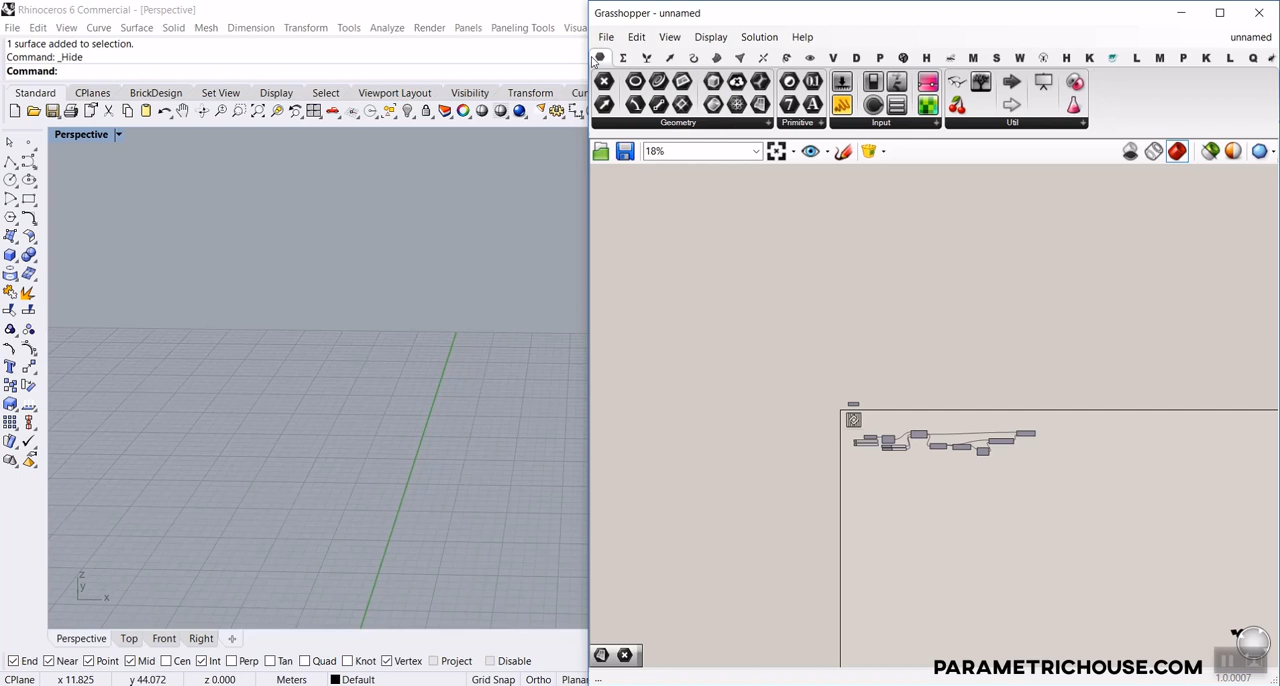 Rhinoceros 6 Commercial - [Perspective]
File Edit View Curve Surface Solid Mesh Dimension Transform Tools Analyze Render Panels Paneling Tools Visua
1 surface added to selection.
Command: _Hide
Command:
Standard CPlanes BrickDesign Set View Display Select Viewport Layout Visibility Transform Curv
Perspective
z
y
x
Perspective Top Front Right
End Near Point Mid Cen Int Perp Tan Quad Knot Vertex Project Disable
CPlane x 11.825 y 44.072 z 0.000 Meters Default Grid Snap Ortho Planar
Grasshopper - unnamed
File Edit View Display Solution Help unnamed
V D P H M S W H K L M P K L Q
Geometry Primitive Input Util
18%
PARAMETRICHOUSE.COM
...
1.0.0007